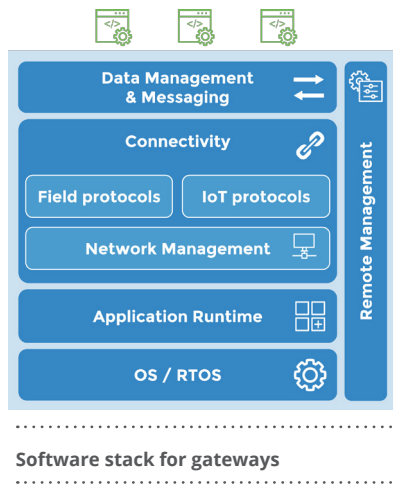 </>
</>
</>
Data Management
& Messaging
Connectivity
Field protocols
IoT protocols
Network Management
Application Runtime
OS / RTOS
Remote Management
Software stack for gateways